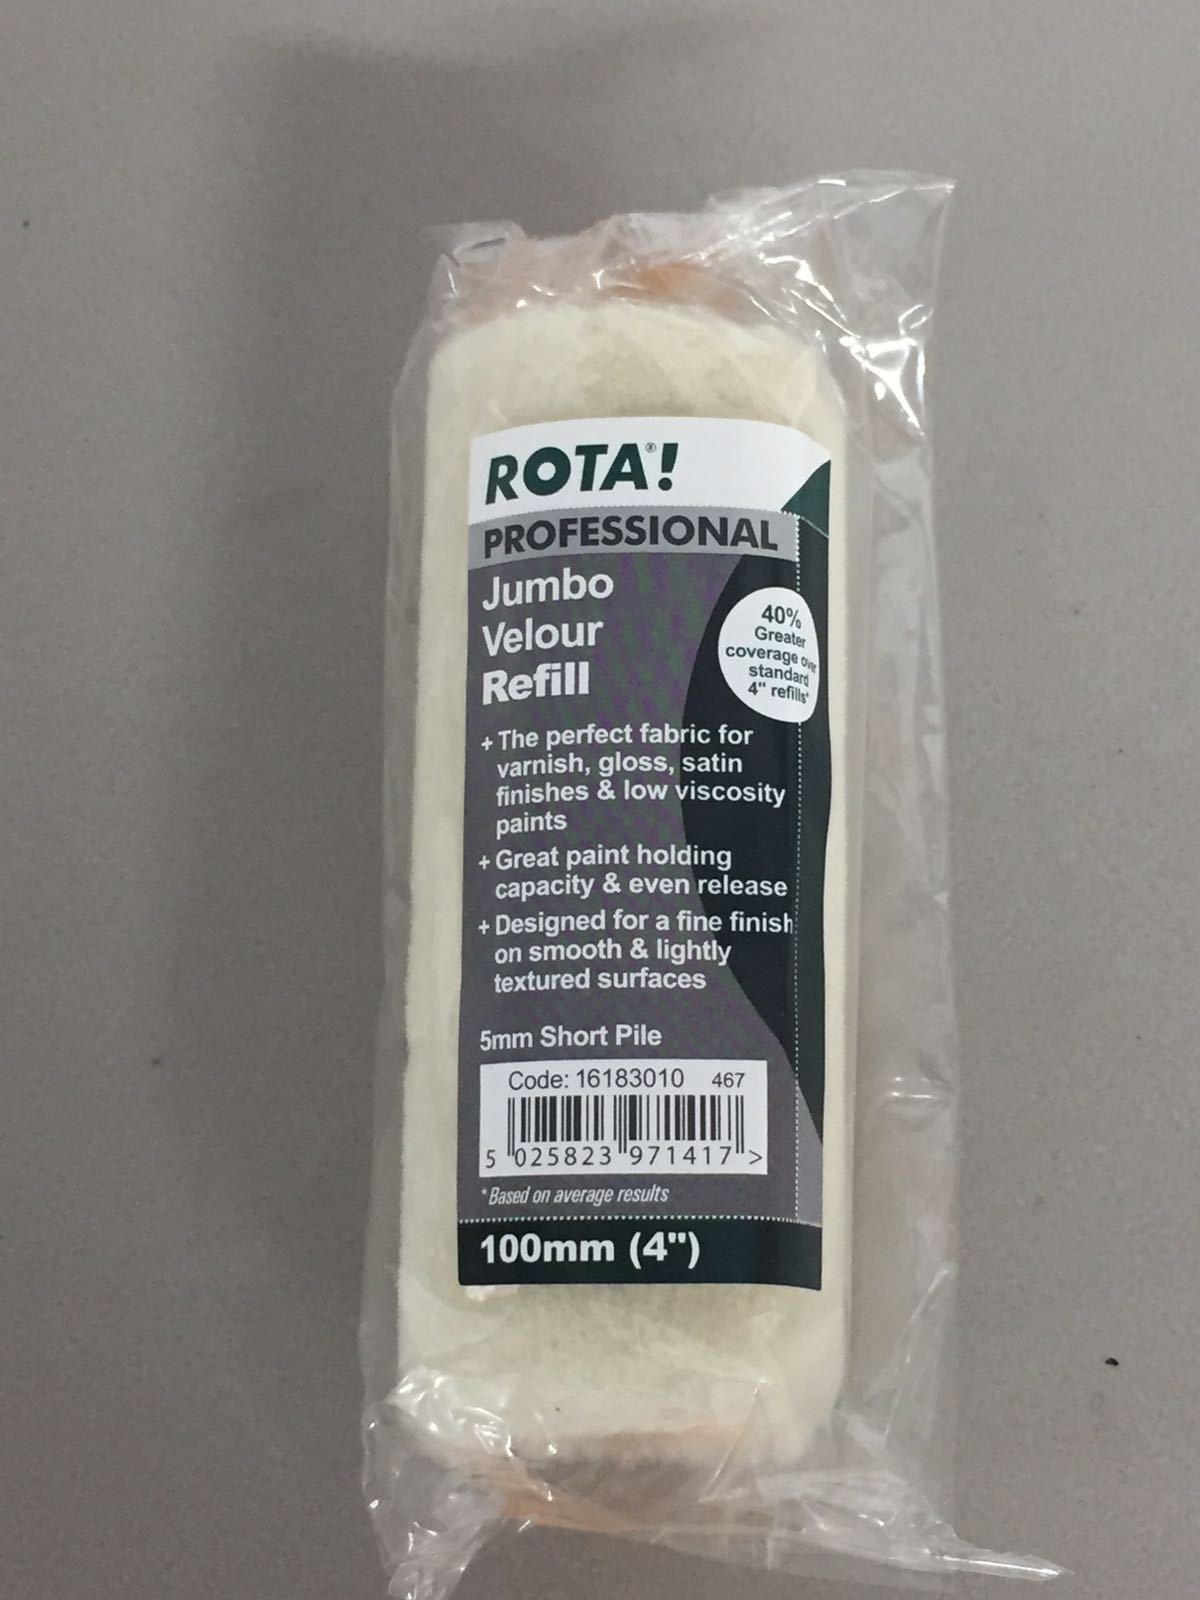 ROTA®!
PROFESSIONAL
Jumbo
Velour
Refill
40%
Greater
coverage over
standard
4" refills*
+ The perfect fabric for
varnish, gloss, satin
finishes & low viscosity
paints
+ Great paint holding
capacity & even release
+ Designed for a fine finish
on smooth & lightly
textured surfaces
5mm Short Pile
Code: 16183010 467
5 025823 971417 >
*Based on average results
100mm (4")